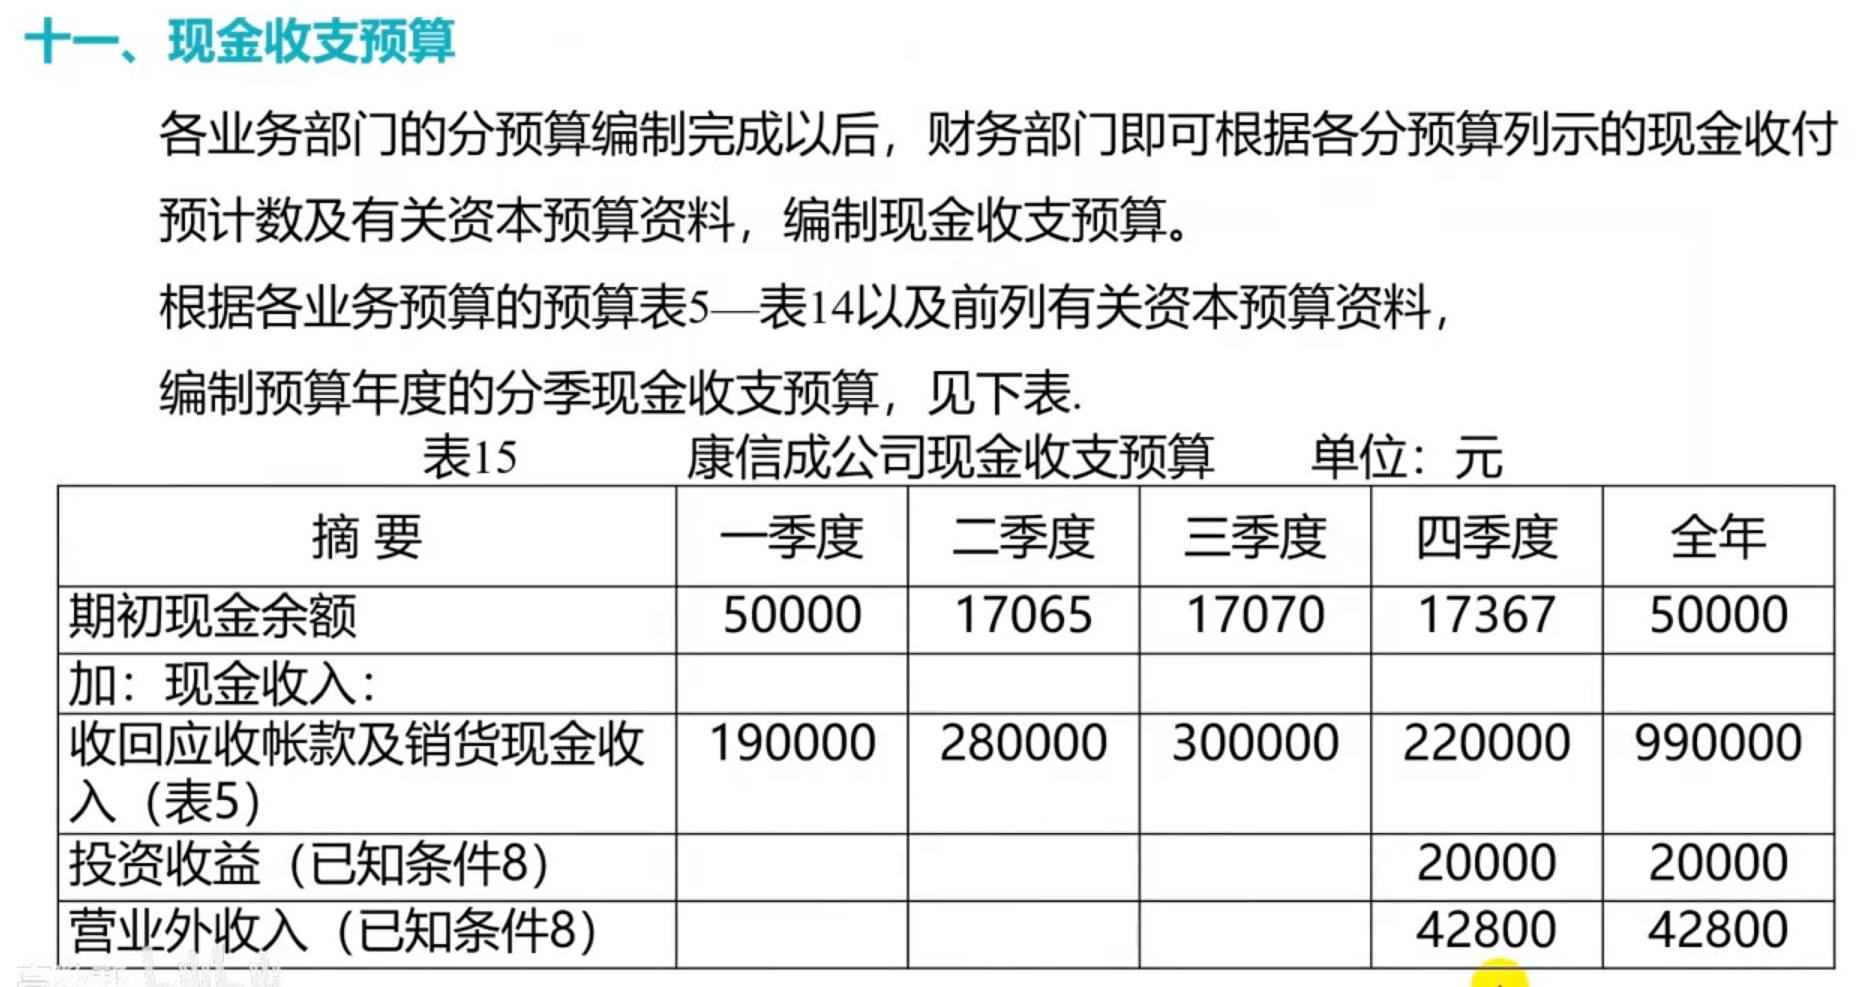 十一、现金收支预算
各业务部门的分预算编制完成以后，财务部门即可根据各分预算列示的现金收付
预计数及有关资本预算资料，编制现金收支预算。
根据各业务预算的预算表5—表14以及前列有关资本预算资料，
编制预算年度的分季现金收支预算，见下表.
表15 康信成公司现金收支预算 单位：元
摘 要 一季度 二季度 三季度 四季度 全年
期初现金余额 50000 17065 17070 17367 50000
加：现金收入：
收回应收帐款及销货现金收 190000 280000 300000 220000 990000
入（表5）
投资收益（已知条件8） 20000 20000
营业外收入（已知条件8） 42800 42800